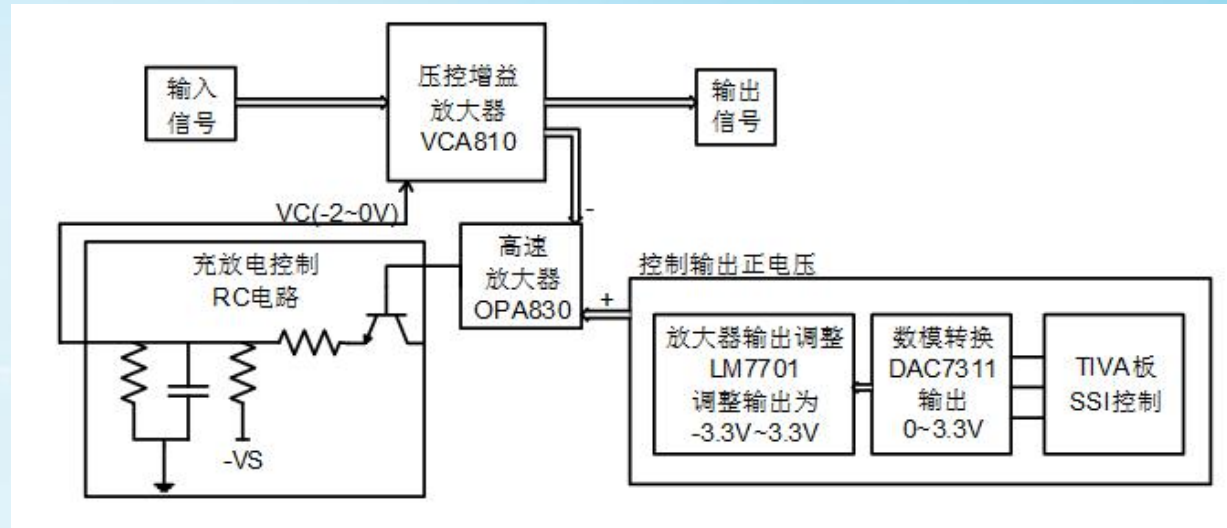 输入
信号
压控增益
放大器
VCA810
输出
信号
VC(-2~0V)
-
充放电控制
RC电路
-VS
高速
放大器
OPA830
+
控制输出正电压
放大器输出调整
LM7701
调整输出为
-3.3V~3.3V
数模转换
DAC7311
输出
0~3.3V
TIVA板
SSI控制